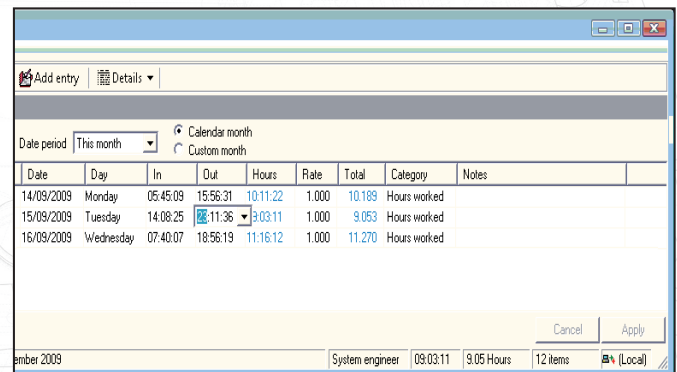 Add entry Details
Date period This month Calendar month
Custom month
Date Day In Out Hours Rate Total Category Notes
14/09/2009 Monday 05:45:09 15:56:31 10:11:22 1.000 10.189 Hours worked
15/09/2009 Tuesday 14:08:25 23:11:36 9:03:11 1.000 9.053 Hours worked
16/09/2009 Wednesday 07:40:07 18:56:19 11:16:12 1.000 11.270 Hours worked
Cancel Apply
ember 2009 System engineer 09:03:11 9.05 Hours 12 items (Local)